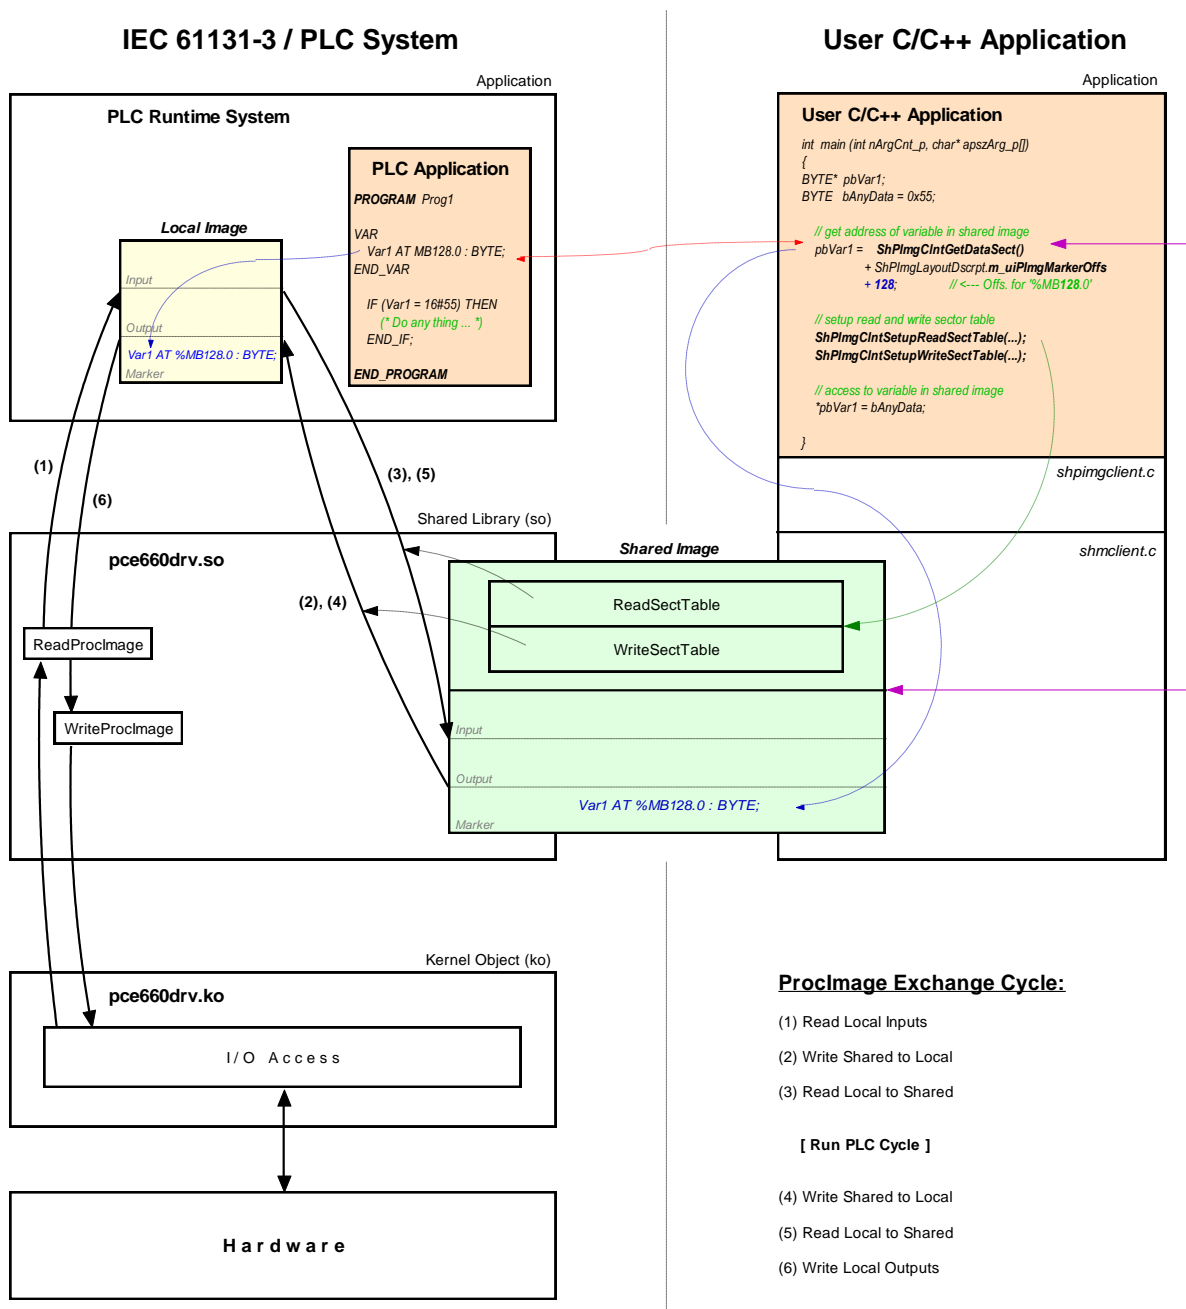 IEC 61131-3 / PLC System
User C/C++ Application
Application
PLC Runtime System
PLC Application
PROGRAM Prog1
VAR
Var1 AT MB128.0 : BYTE;
END_VAR
IF (Var1 = 16#55) THEN
(* Do any thing ... *)
END_IF;
END_PROGRAM
Local Image
Input
Output
Var1 AT %MB128.0 : BYTE;
Marker
Application
User C/C++ Application
int main (int nArgCnt_p, char* apszArg_p[])
{
BYTE* pbVar1;
BYTE bAnyData = 0x55;
// get address of variable in shared image
pbVar1 = ShPImgClntGetDataSect()
+ ShPImgLayoutDscrpt.m_uiPImgMarkerOffs
+ 128; // <--- Offs. for '%MB128.0'
// setup read and write sector table
ShPImgClntSetupReadSectTable(...);
ShPImgClntSetupWriteSectTable(...);
// access to variable in shared image
*pbVar1 = bAnyData;
}
shpimgclient.c
shmclient.c
(1)
(6)
(3), (5)
(2), (4)
Shared Library (so)
pce660drv.so
ReadProcImage
WriteProcImage
Shared Image
ReadSectTable
WriteSectTable
Input
Output
Var1 AT %MB128.0 : BYTE;
Marker
Kernel Object (ko)
pce660drv.ko
I/O Access
Hardware
ProcImage Exchange Cycle:
(1) Read Local Inputs
(2) Write Shared to Local
(3) Read Local to Shared
[ Run PLC Cycle ]
(4) Write Shared to Local
(5) Read Local to Shared
(6) Write Local Outputs